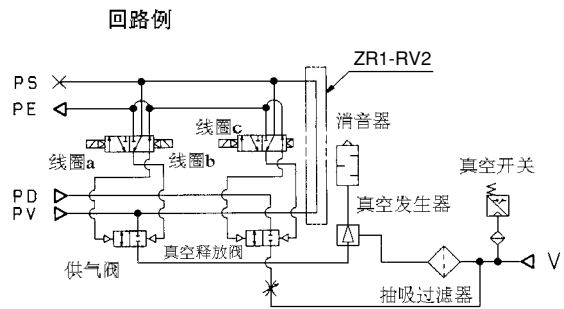 回路例
ZR1-RV2
PS
PE
线圈c
消音器
线圈a
线圈b
真空开关
PD
PV
真空发生器
供气阀
真空释放阀
V
抽吸过滤器